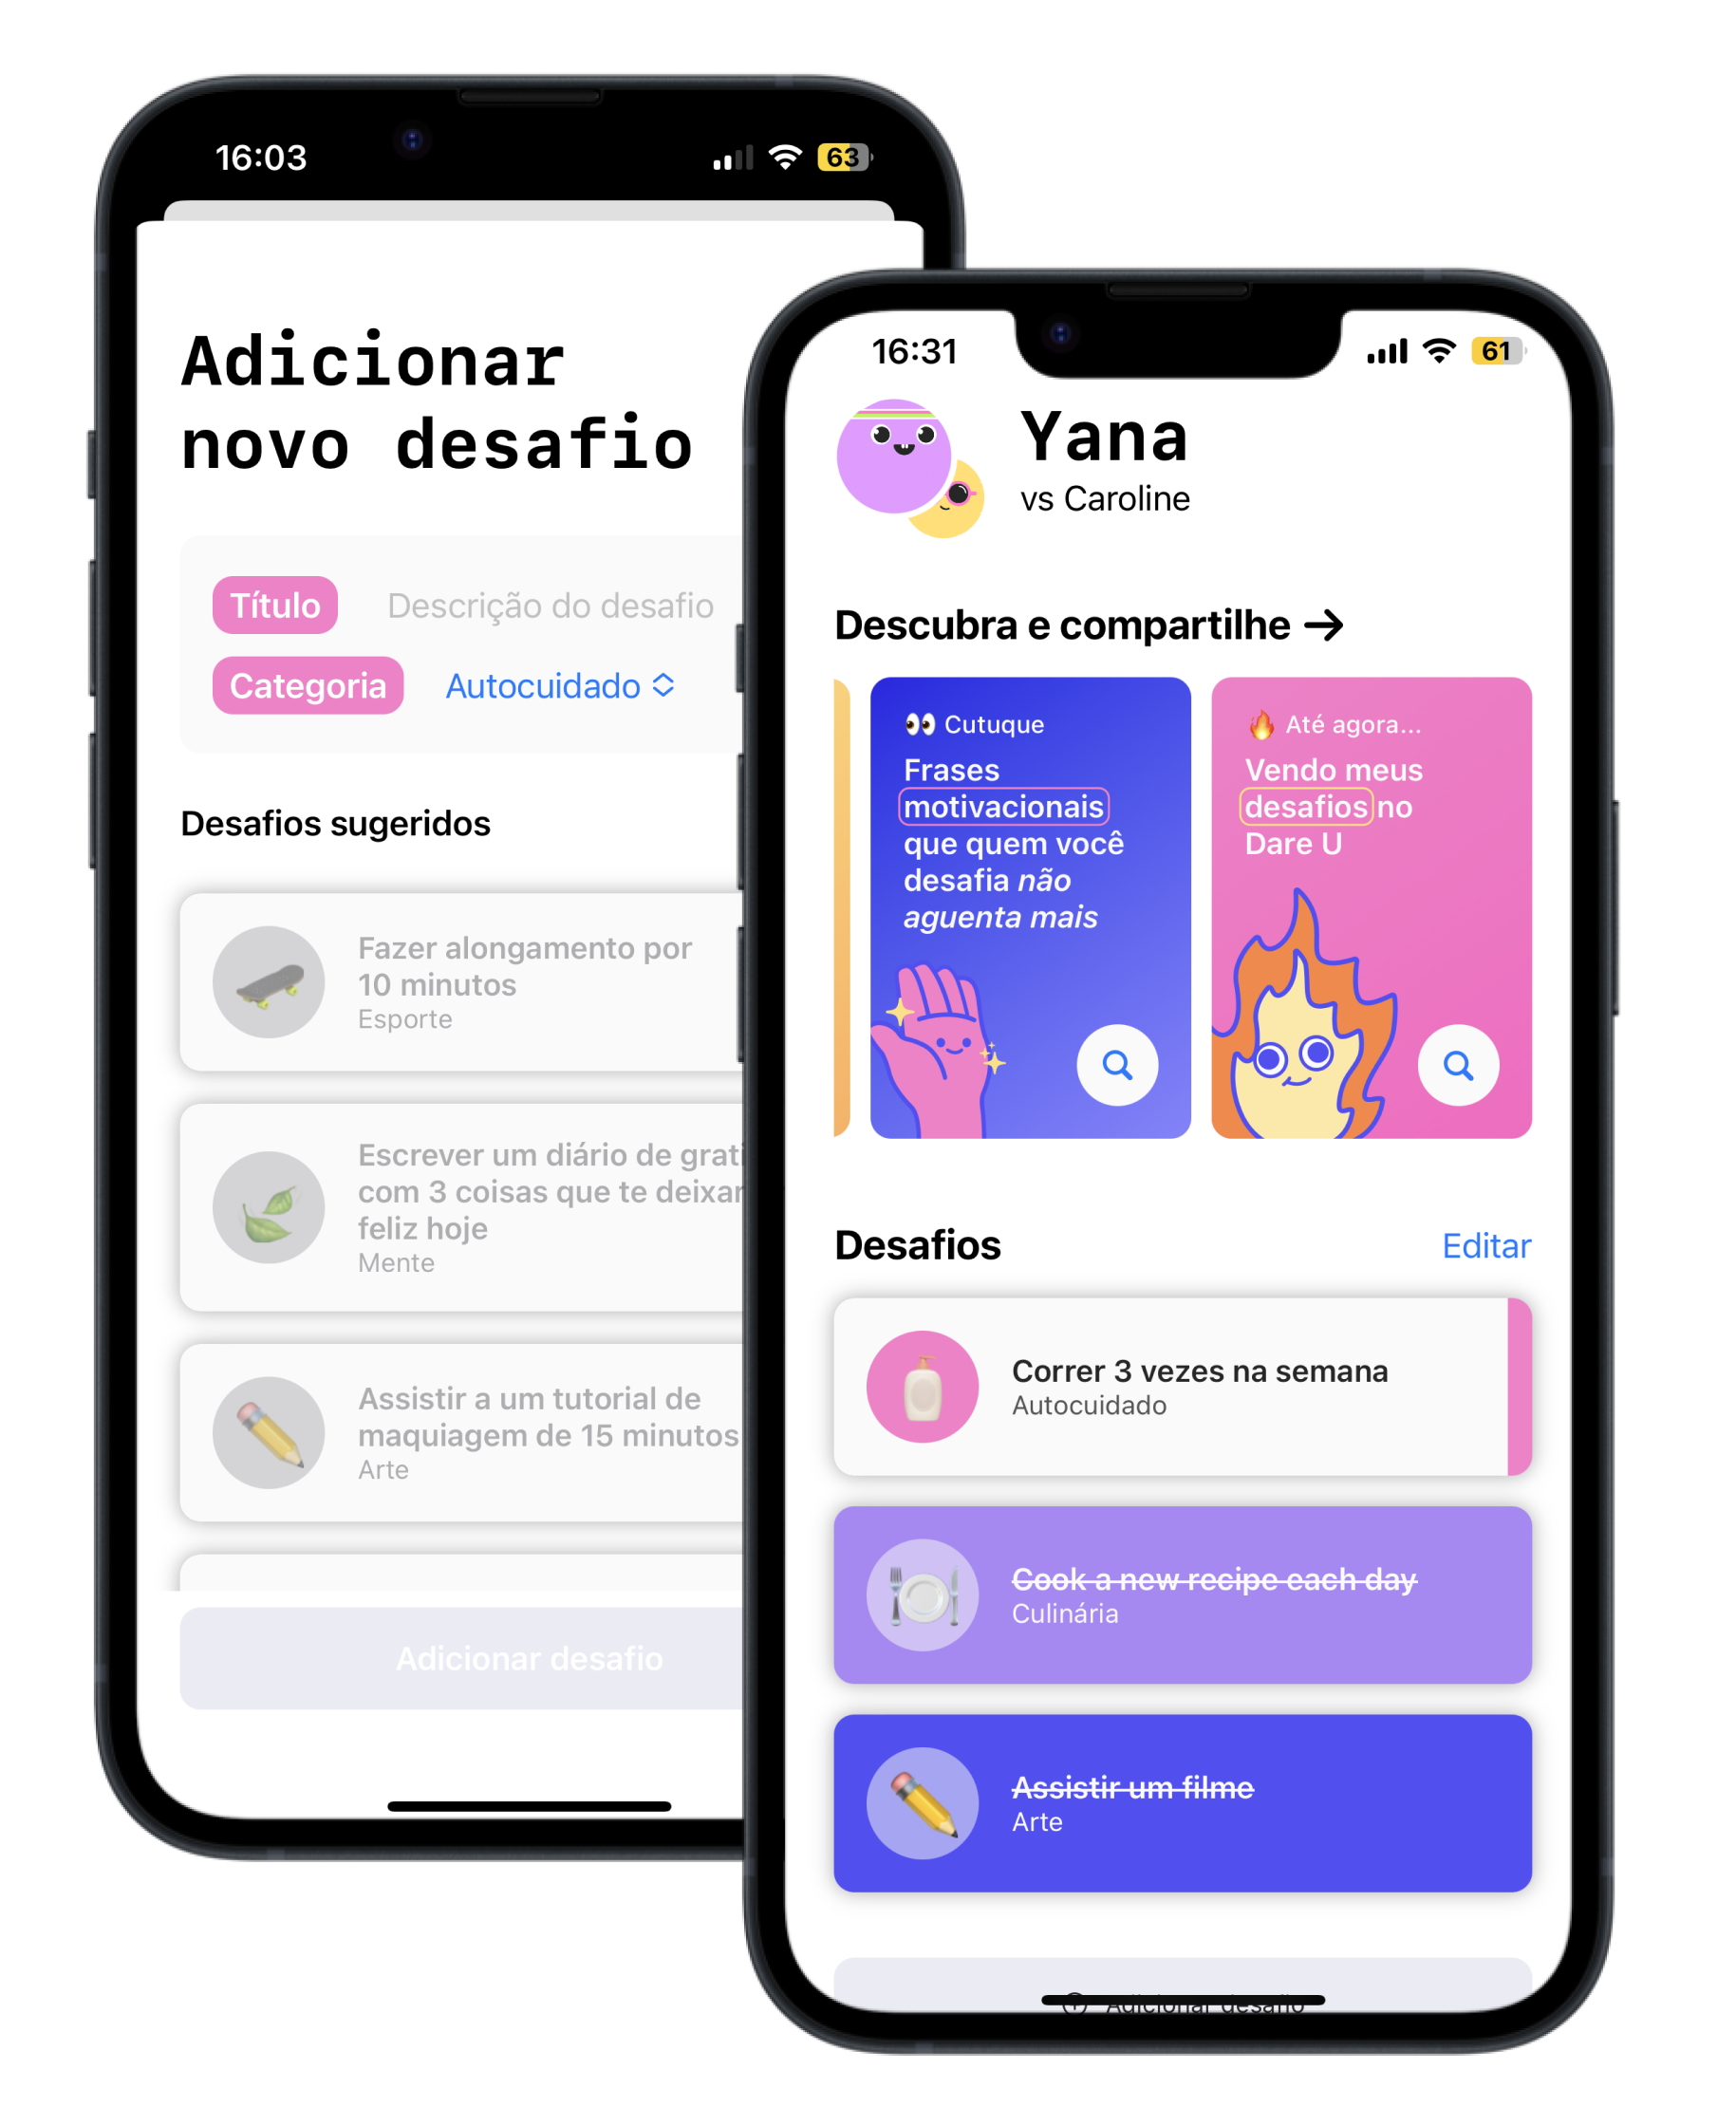 16:03
63
Adicionar
novo desafio
Título
Descrição do desafio
Categoria
Autocuidado
Desafios sugeridos
Fazer alongamento por
10 minutos
Esporte
Escrever um diário de
com 3 coisas que te
feliz hoje
Mente
Assistir a um tutorial de
maquiagem de 15 minutos
Arte
Adicionar desafio
16:31
61
Yana
vs Caroline
Descubra e compartilhe →
👀 Cutuque
Frases
motivacionais
que quem você
desafia não
aguenta mais
🔥 Até agora...
Vendo meus
desafios no
Dare U
Desafios
Editar
Correr 3 vezes na semana
Autocuidado
Cook a new recipe each day
Culinária
Assistir um filme
Arte
Adicionar desafio